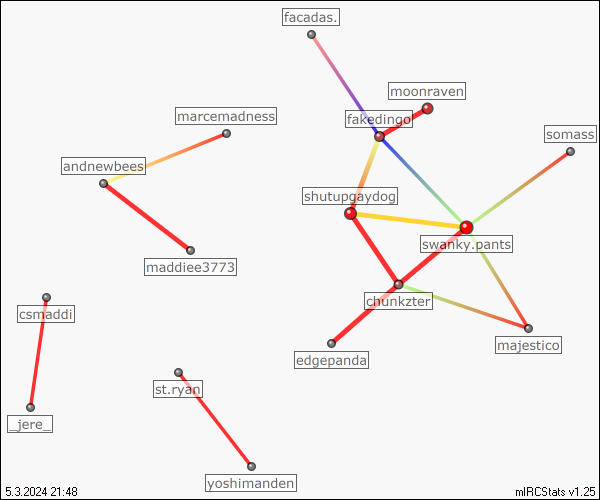 facadas.
moonraven
marcemadness
fakedingo
somass
andnewbees
shutupgaydog
swanky.pants
maddiee3773
chunkzter
csmaddi
majestico
edgepanda
st.ryan
_jere_
yoshimanden
5.3.2024 21:48
mIRCStats v1.25